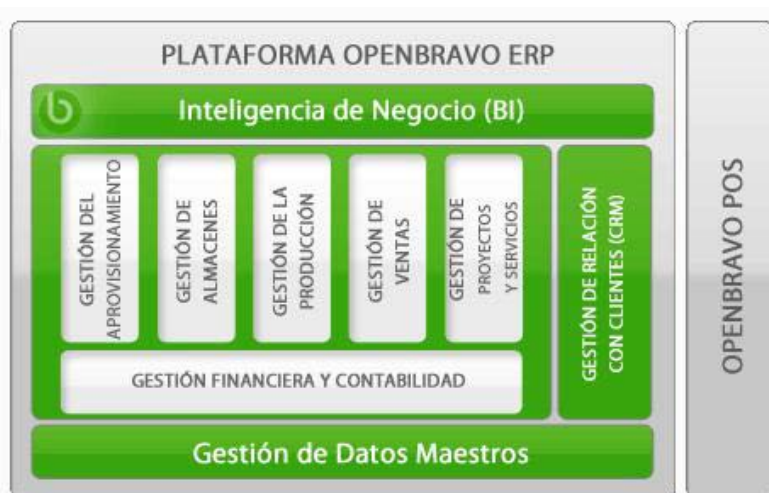 PLATAFORMA OPENBRAVO ERP
Inteligencia de Negocio (BI)
GESTIÓN DEL
APROVISIONAMIENTO
GESTIÓN DE
ALMACENES
GESTIÓN DE LA
PRODUCCIÓN
GESTIÓN DE
VENTAS
GESTIÓN DE
PROYECTOS
Y SERVICIOS
GESTIÓN FINANCIERA Y CONTABILIDAD
GESTIÓN DE RELACIÓN
CON CLIENTES (CRM)
Gestión de Datos Maestros
OPENBRAVO POS